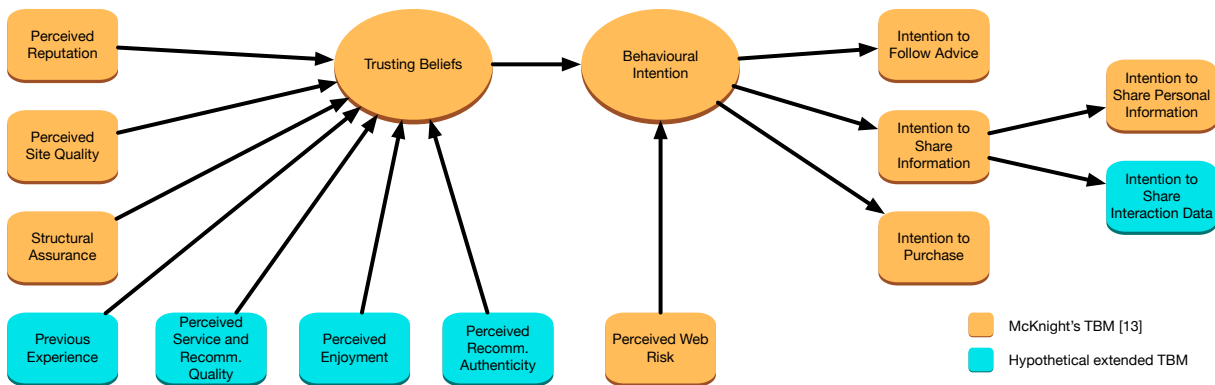 Perceived
Reputation
Trusting Beliefs
Behavioural
Intention
Intention to
Follow Advice
Intention to
Share Personal
Information
Perceived
Site Quality
Intention to
Share
Information
Intention to
Share
Interaction Data
Structural
Assurance
Intention to
Purchase
Previous
Experience
Perceived
Service and
Recomm.
Quality
Perceived
Enjoyment
Perceived
Recomm.
Authenticity
Perceived Web
Risk
McKnight's TBM [13]
Hypothetical extended TBM